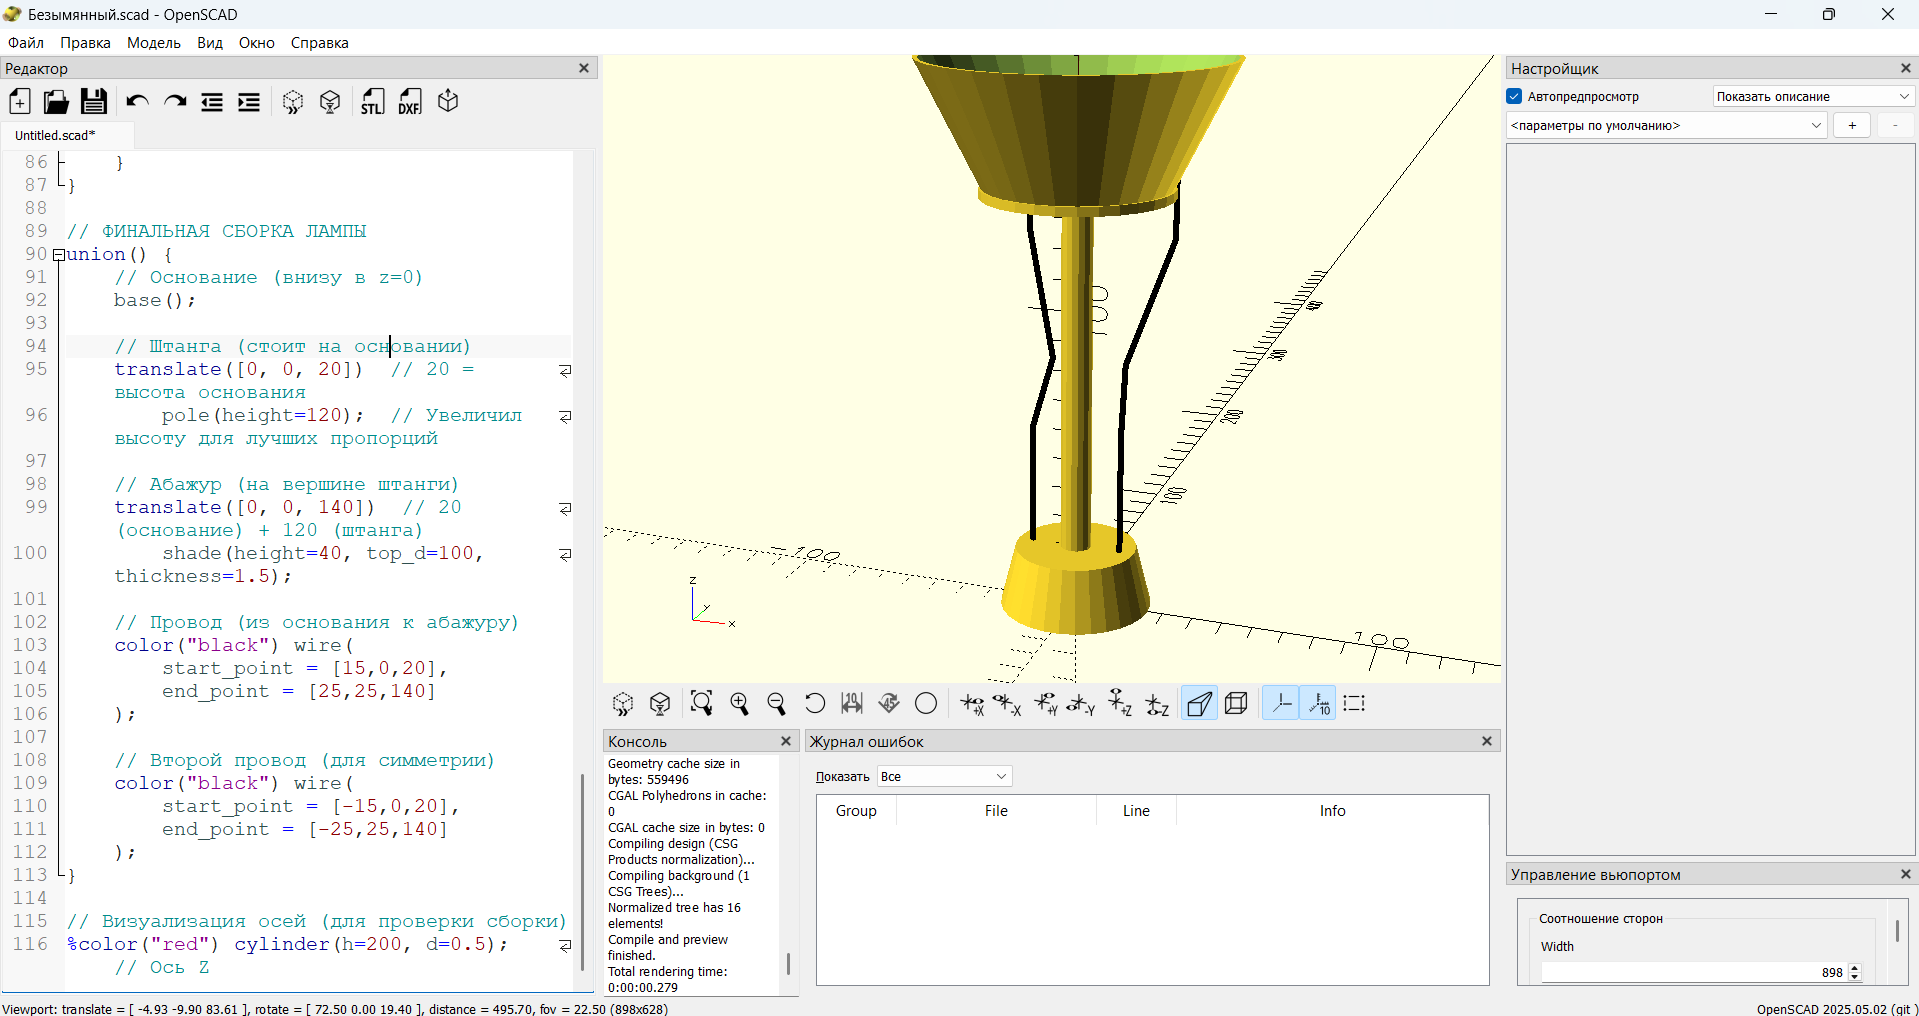 Безымянный.scad - OpenSCAD
Файл Правка Модель Вид Окно Справка
Редактор
STL DXF
Untitled.scad*
86 }
87 }
88
89 // ФИНАЛЬНАЯ СБОРКА ЛАМПЫ
90 union() {
91 // Основание (внизу в z=0)
92 base();
93
94 // Штанга (стоит на основании)
95 translate([0, 0, 20]) // 20 =
высота основания
96 pole(height=120); // Увеличил
высоту для лучших пропорций
97
98 // Абажур (на вершине штанги)
99 translate([0, 0, 140]) // 20
(основание) + 120 (штанга)
100 shade(height=40, top_d=100,
thickness=1.5);
101
102 // Провод (из основания к абажуру)
103 color("black") wire(
104 start_point = [15,0,20],
105 end_point = [25,25,140]
106 );
107
108 // Второй провод (для симметрии)
109 color("black") wire(
110 start_point = [-15,0,20],
111 end_point = [-25,25,140]
112 );
113 }
114
115 // Визуализация осей (для проверки сборки)
116 %color("red") cylinder(h=200, d=0.5);
// Ось Z
-100
100
100
200
z
y
x
10 45 +X -X +Y -Y +Z -Z 10
Консоль
Geometry cache size in
bytes: 559496
CGAL Polyhedrons in cache:
0
CGAL cache size in bytes: 0
Compiling design (CSG
Products normalization)...
Compiling background (1
CSG Trees)...
Normalized tree has 16
elements!
Compile and preview
finished.
Total rendering time:
0:00:00.279
Журнал ошибок
Показать Все
Group File Line Info
Настройщик
Автопредпросмотр Показать описание
<параметры по умолчанию> + -
Управление вьюпортом
Соотношение сторон
Width
898
Viewport: translate = [ -4.93 -9.90 83.61 ], rotate = [ 72.50 0.00 19.40 ], distance = 495.70, fov = 22.50 (898x628)
OpenSCAD 2025.05.02 (git )